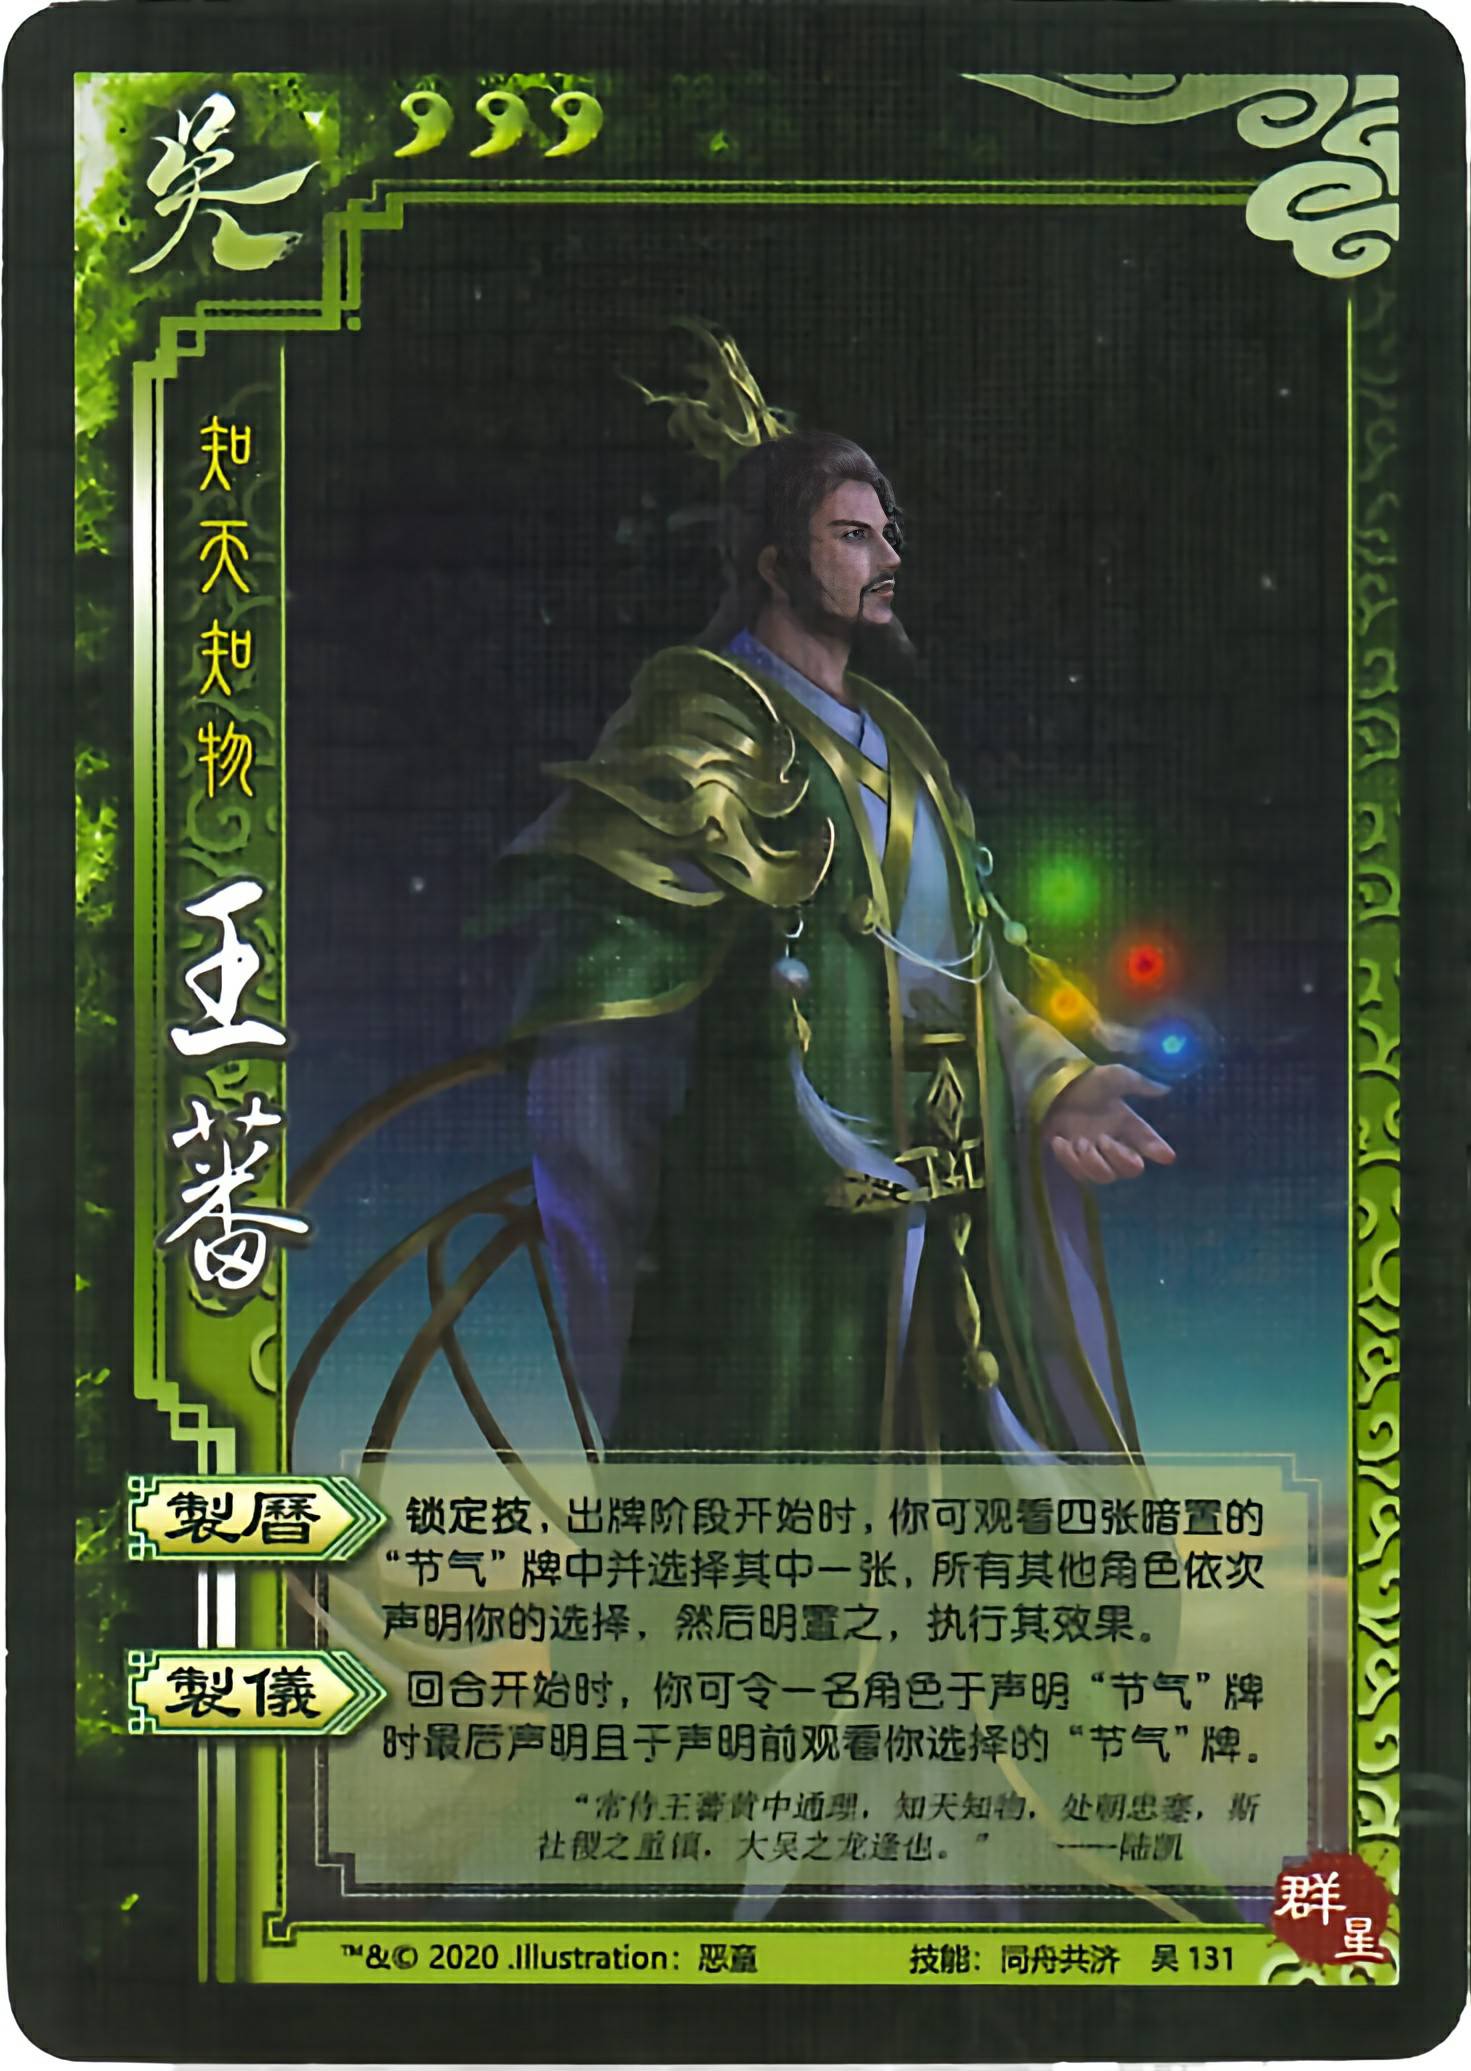 吴
知天知物
王蕃
製曆
锁定技，出牌阶段开始时，你可观看四张暗置的
“节气”牌中并选择其中一张，所有其他角色依次
声明你的选择，然后明置之，执行其效果。
製儀
回合开始时，你可令一名角色于声明“节气”牌
时最后声明且于声明前观看你选择的“节气”牌。
“常侍王蕃黄中通理，知天知物，处朝忠蹇，斯
社稷之重镇，大吴之龙逢也。”　——陆凯
群星
™&© 2020 .Illustration：恶童　技能：同舟共济　吴 131